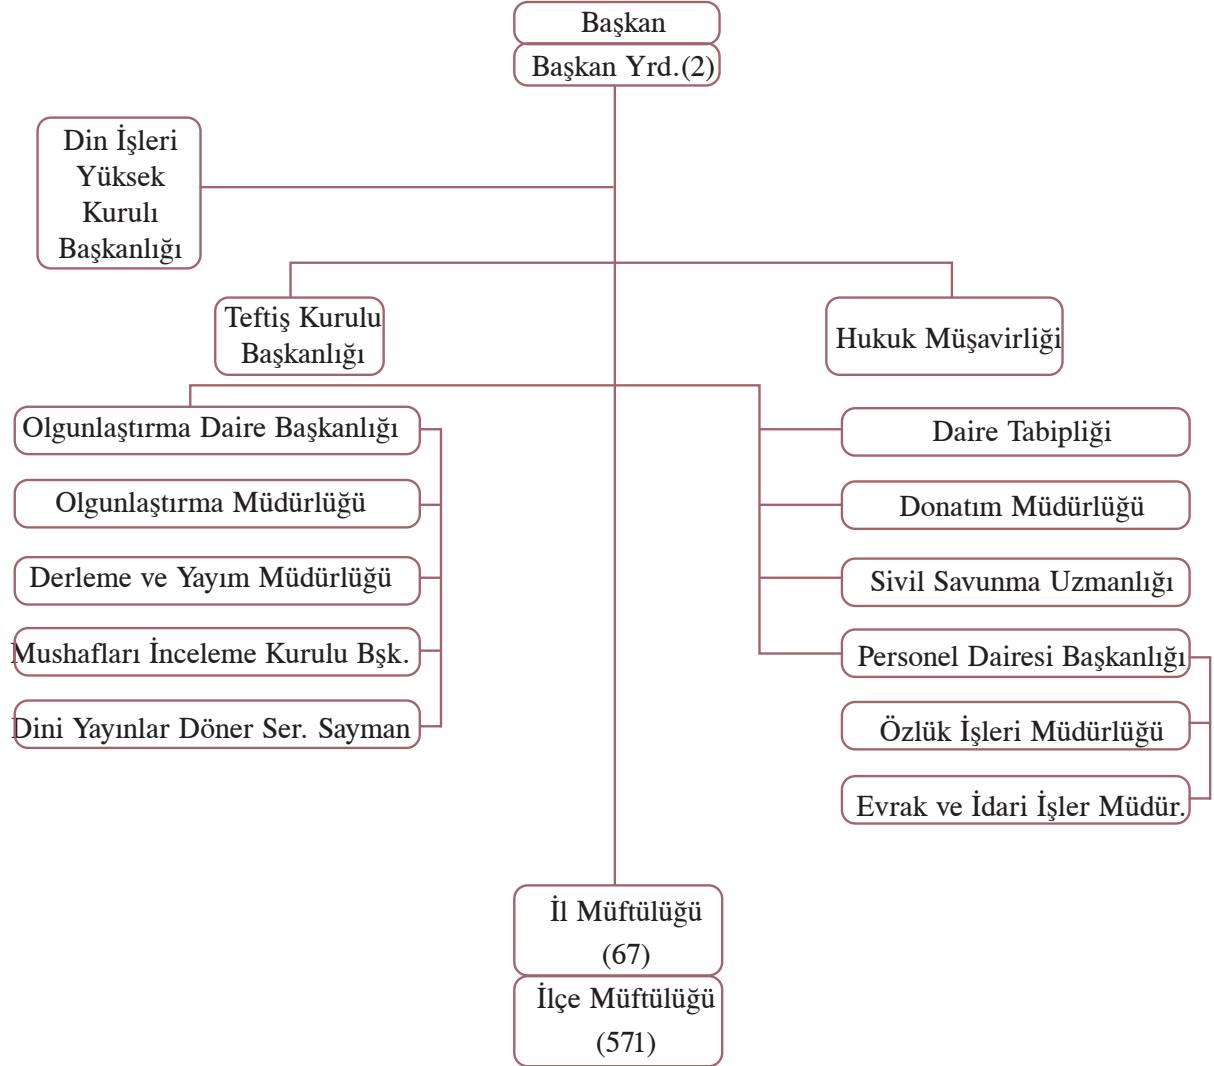 Başkan
Başkan Yrd.(2)
Din İşleri
Yüksek
Kurulı
Başkanlığı
Teftiş Kurulu
Başkanlığı
Hukuk Müşavirliği
Olgunlaştırma Daire Başkanlığı
Olgunlaştırma Müdürlüğü
Derleme ve Yayım Müdürlüğü
Mushafları İnceleme Kurulu Bşk.
Dini Yayınlar Döner Ser. Sayman
Daire Tabipliği
Donatım Müdürlüğü
Sivil Savunma Uzmanlığı
Personel Dairesi Başkanlığı
Özlük İşleri Müdürlüğü
Evrak ve İdari İşler Müdür.
İl Müftülüğü
(67)
İlçe Müftülüğü
(571)